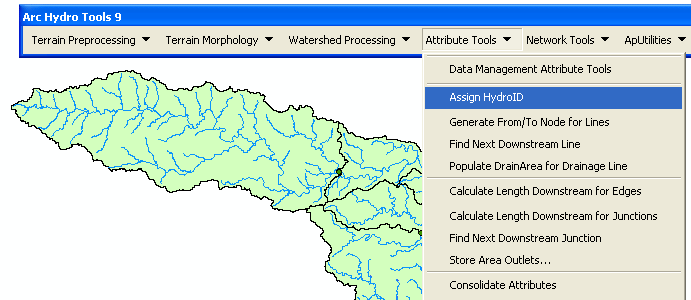 Arc Hydro Tools 9
Terrain Preprocessing Terrain Morphology Watershed Processing Attribute Tools Network Tools ApUtilities
Data Management Attribute Tools
Assign HydroID
Generate From/To Node for Lines
Find Next Downstream Line
Populate DrainArea for Drainage Line
Calculate Length Downstream for Edges
Calculate Length Downstream for Junctions
Find Next Downstream Junction
Store Area Outlets...
Consolidate Attributes